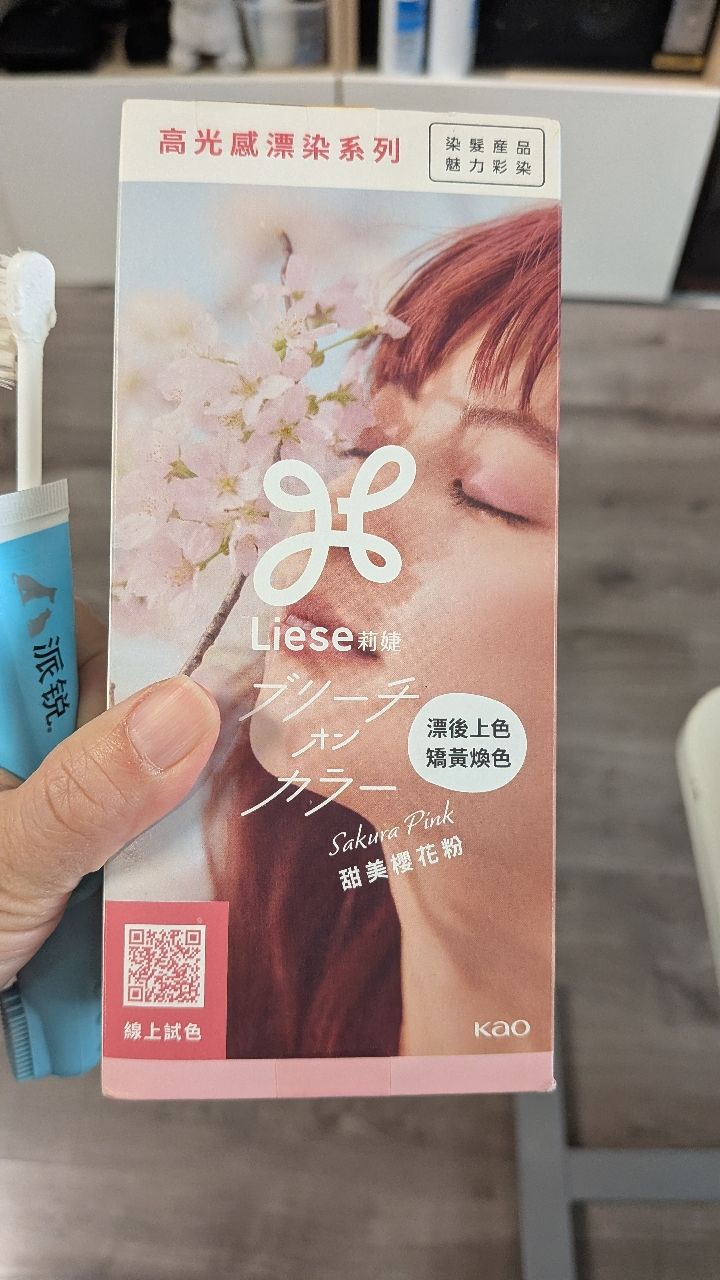 高光感漂染系列
染髮產品
魅力彩染
Liese莉婕
ブリーチ
オン
カラー
漂後上色
矯黃煥色
Sakura Pink
甜美櫻花粉
線上試色
Kao
派锐